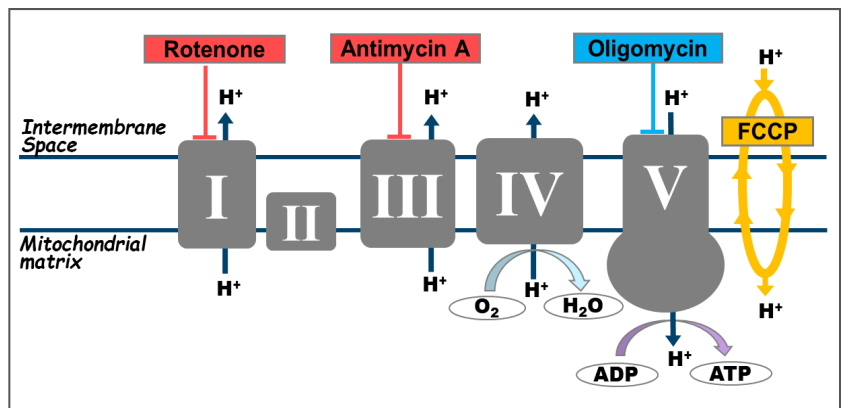 Rotenone
Antimycin A
Oligomycin
H⁺
H⁺
H⁺
H⁺
H⁺
FCCP
Intermembrane
Space
I
II
III
IV
V
Mitochondrial
matrix
H⁺
H⁺
H⁺
O₂
H₂O
H⁺
H⁺
ADP
ATP